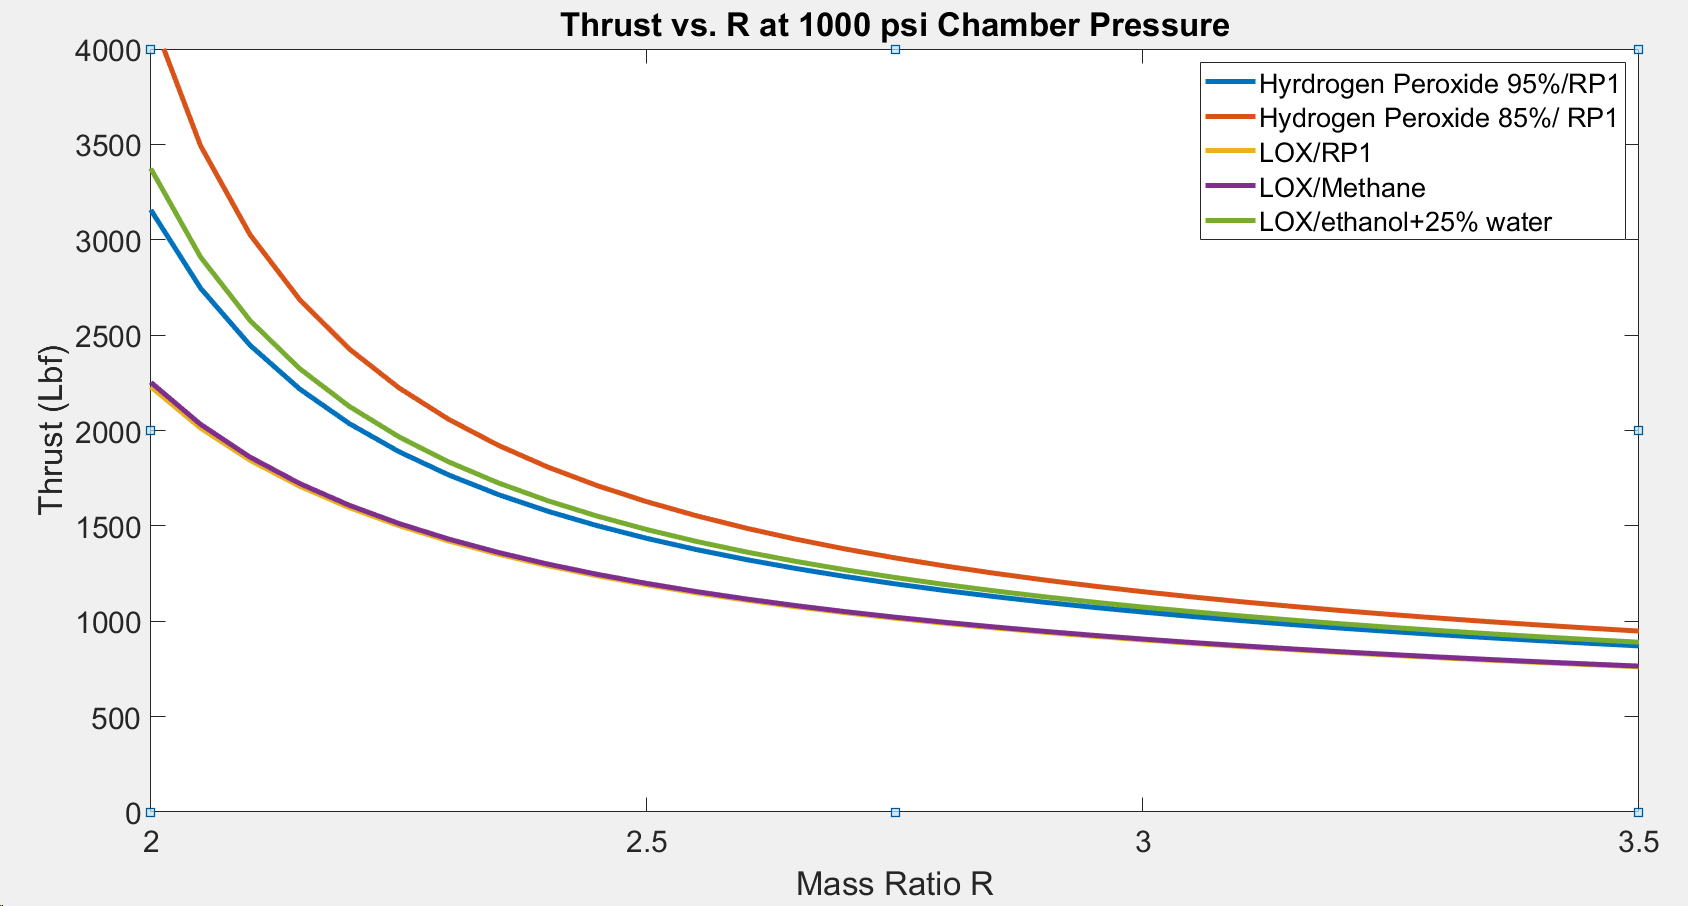 Thrust vs. R at 1000 psi Chamber Pressure
4000
3500
3000
2500
2000
1500
1000
500
0
Thrust (Lbf)
Hyrdrogen Peroxide 95%/RP1
Hydrogen Peroxide 85%/ RP1
LOX/RP1
LOX/Methane
LOX/ethanol+25% water
2 2.5 3 3.5
Mass Ratio R